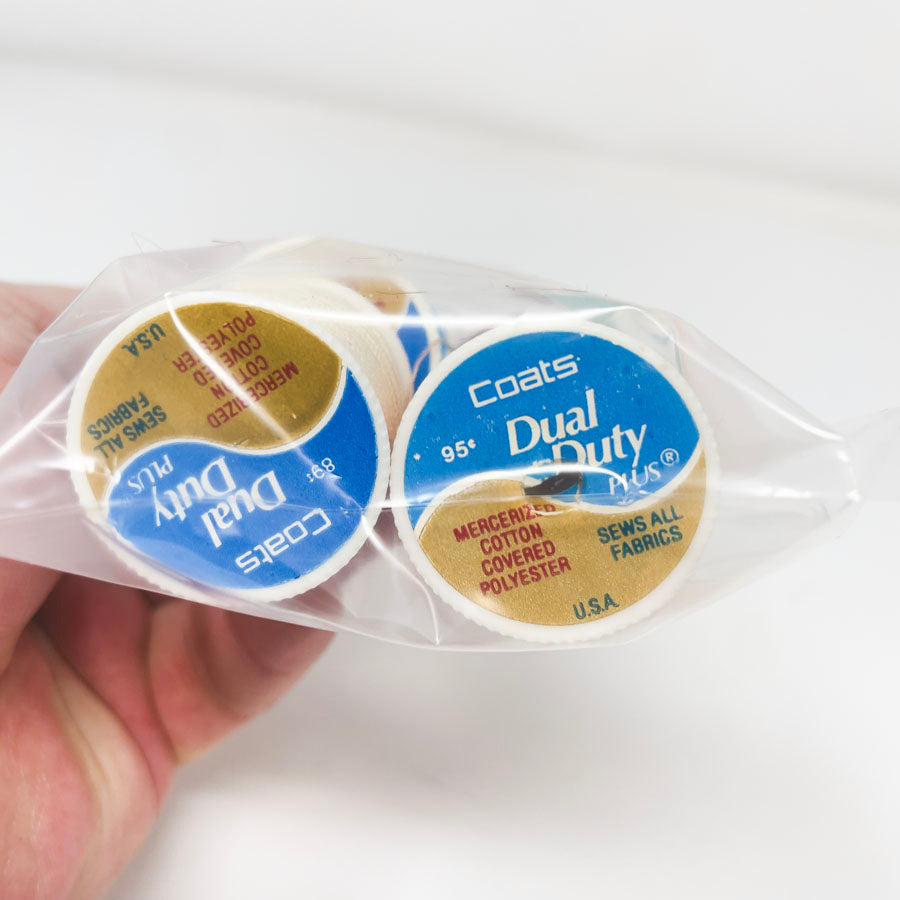 Coats
89¢
Dual
Duty
PLUS
MERCERIZED
COTTON
COVERED
POLYESTER
SEWS ALL
FABRICS
U.S.A.
Coats
95¢
Dual
Duty
PLUS®
MERCERIZED
COTTON
COVERED
POLYESTER
SEWS ALL
FABRICS
U.S.A.